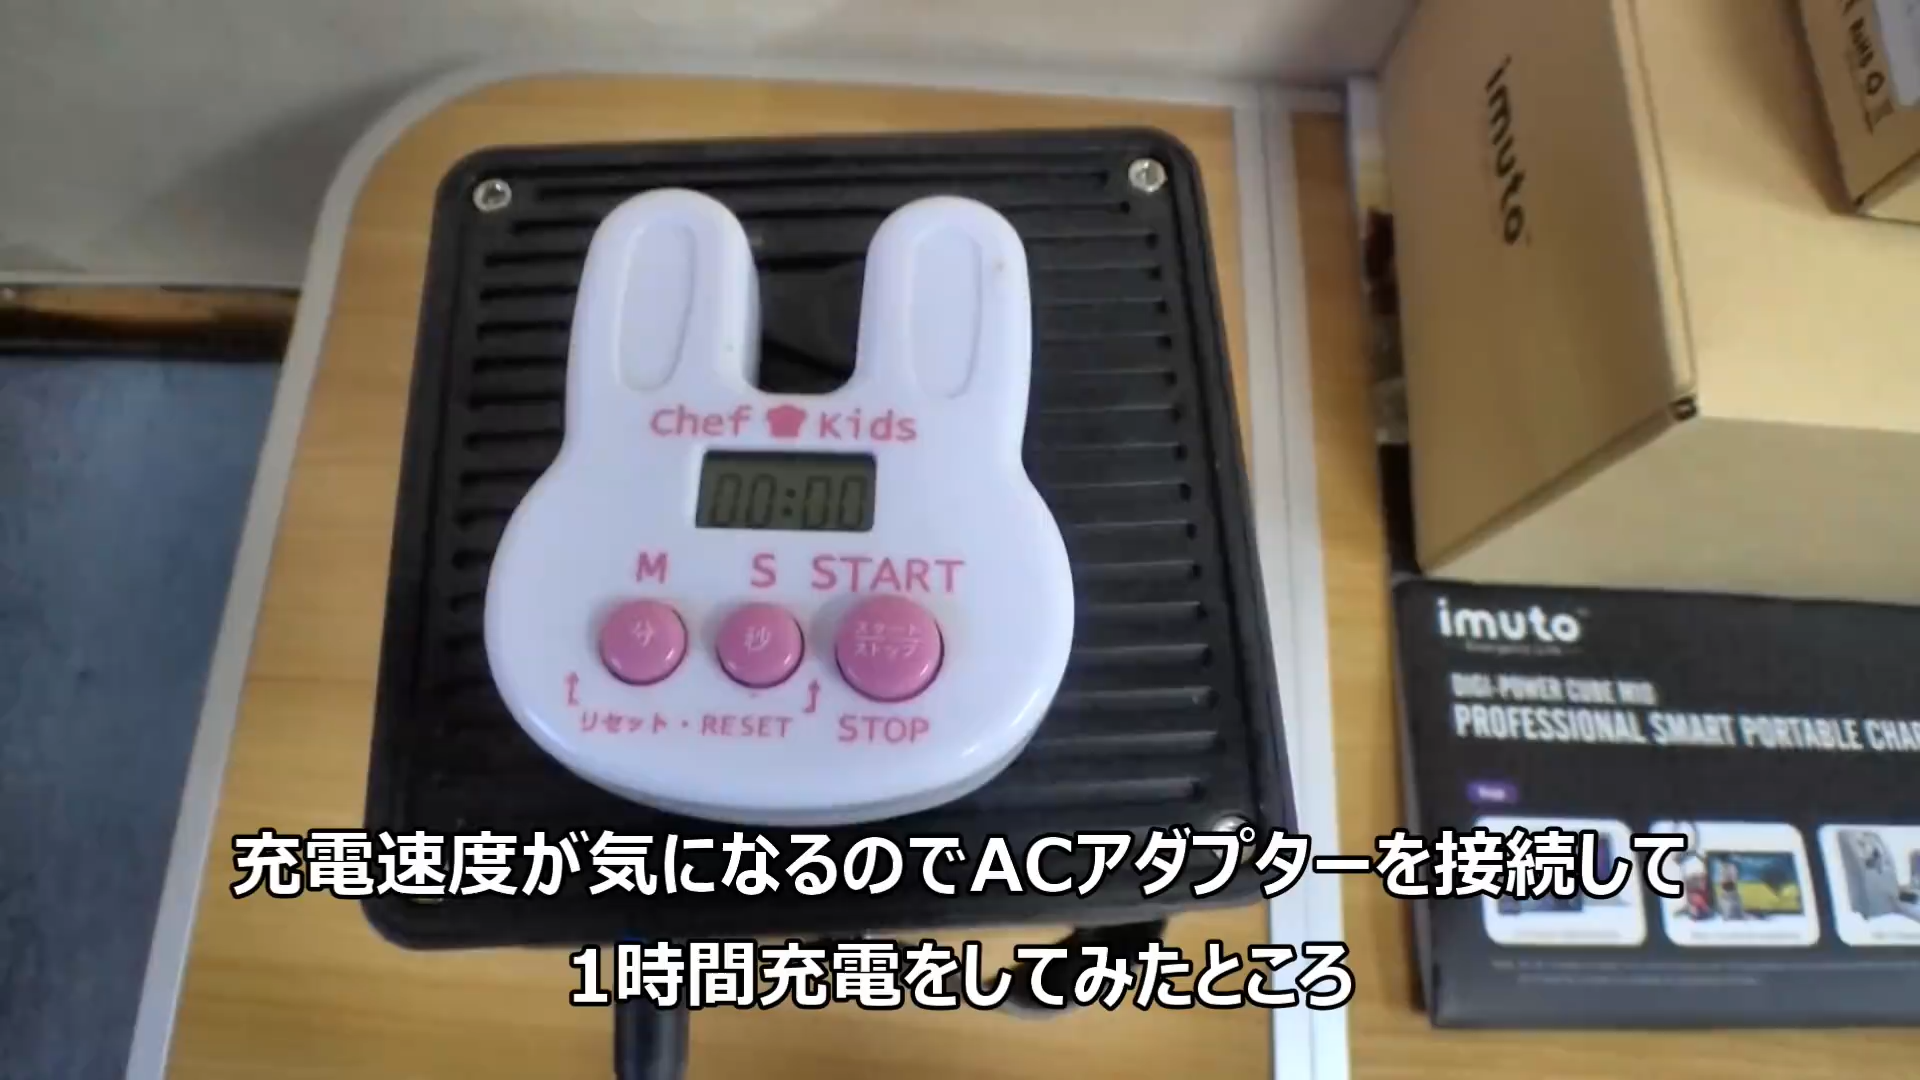 imuto
Chef Kids
00:00
M S START
分 秒 スタート
ストップ
リセット・RESET STOP
imuto
DIGI-POWER CUBE M10
PROFESSIONAL SMART PORTABLE CHAR
充電速度が気になるのでACアダプターを接続して
1時間充電をしてみたところ